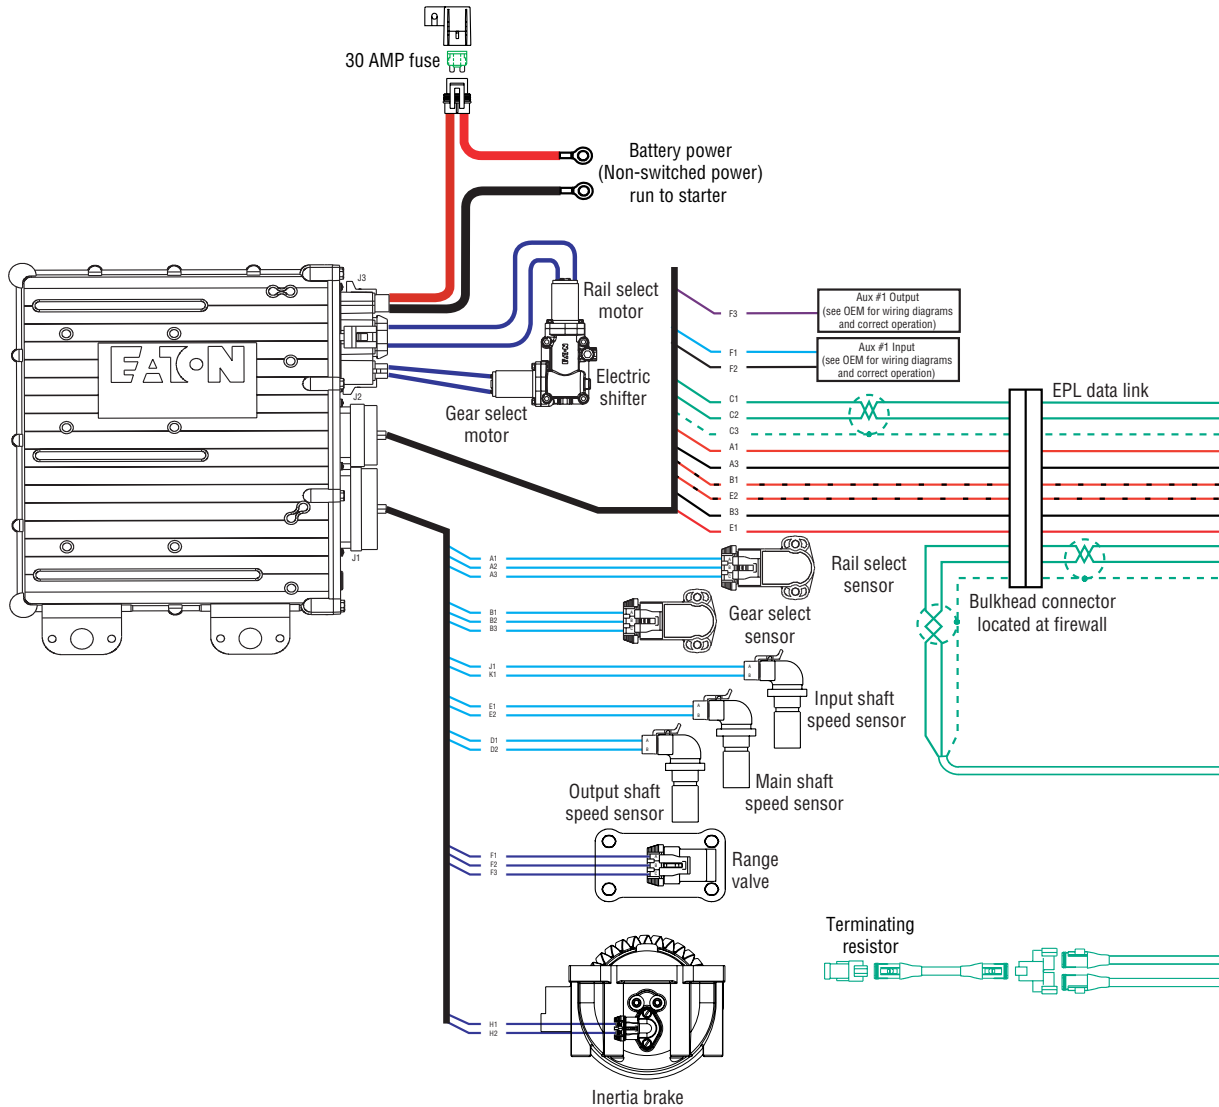 30 AMP fuse
Battery power
(Non-switched power)
run to starter
J3
EATON
J2
J1
Rail select
motor
EATON
Electric
shifter
Gear select
motor
F3
Aux #1 Output
(see OEM for wiring diagrams
and correct operation)
F1
F2
Aux #1 Input
(see OEM for wiring diagrams
and correct operation)
C1
C2
C3
A1
A3
B1
E2
B3
E1
EPL data link
Bulkhead connector
located at firewall
A1
A2
A3
A
B
C
Rail select
sensor
B1
B2
B3
A
B
C
Gear select
sensor
J1
K1
A
B
Input shaft
speed sensor
E1
E2
A
B
Main shaft
speed sensor
D1
D2
A
B
Output shaft
speed sensor
F1
F2
F3
Range
valve
Terminating
resistor
H1
H2
Inertia brake